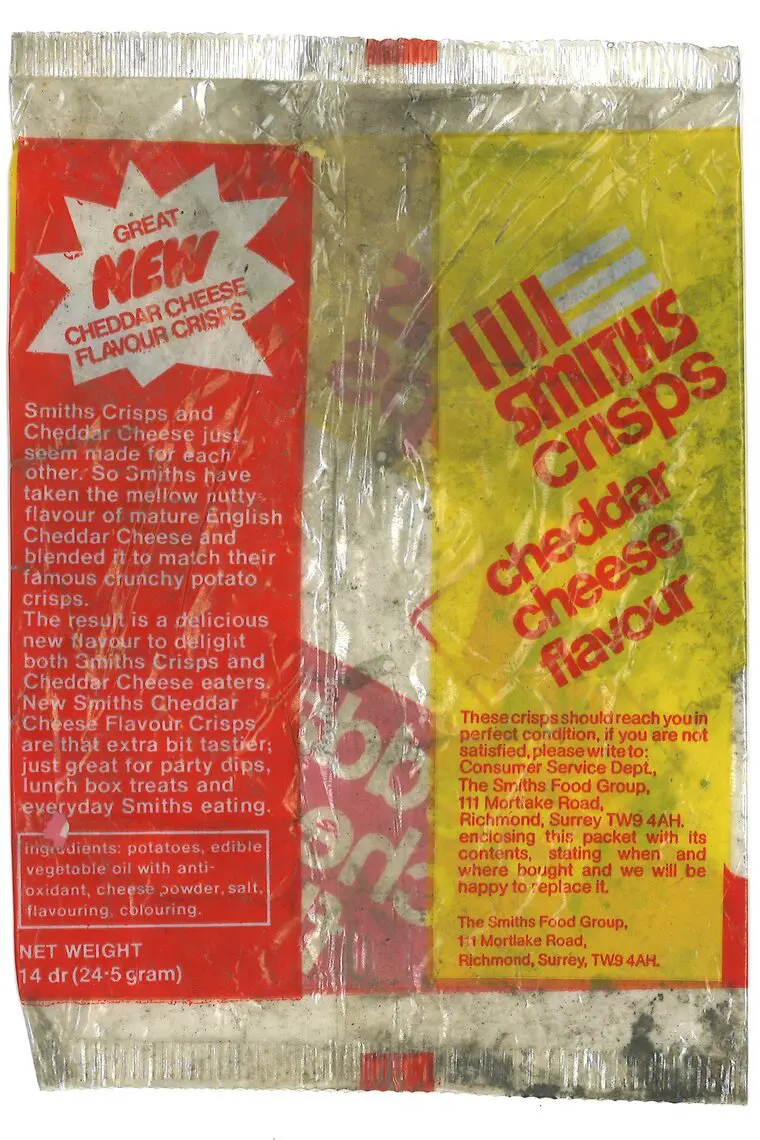 GREAT
NEW
CHEDDAR CHEESE
FLAVOUR CRISPS
Smiths Crisps and
Cheddar Cheese just
seem made for each
other. So Smiths have
taken the mellow nutty
flavour of mature English
Cheddar Cheese and
blended it to match their
famous crunchy potato
crisps.
The result is a delicious
new flavour to delight
both Smiths Crisps and
Cheddar Cheese eaters.
New Smiths Cheddar
Cheese Flavour Crisps
are that extra bit tastier;
just great for party dips,
lunch box treats and
everyday Smiths eating.
ingredients: potatoes, edible
vegetable oil with anti-
oxidant, cheese powder, salt,
flavouring, colouring.
NET WEIGHT
14 dr (24·5 gram)
SMITHS
crisps
cheddar
cheese
flavour
These crisps should reach you in
perfect condition, if you are not
satisfied, please write to:
Consumer Service Dept.,
The Smiths Food Group,
111 Mortlake Road,
Richmond, Surrey TW9 4AH.
enclosing this packet with its
contents, stating when and
where bought and we will be
happy to replace it.
The Smiths Food Group,
111 Mortlake Road,
Richmond, Surrey, TW9 4AH.